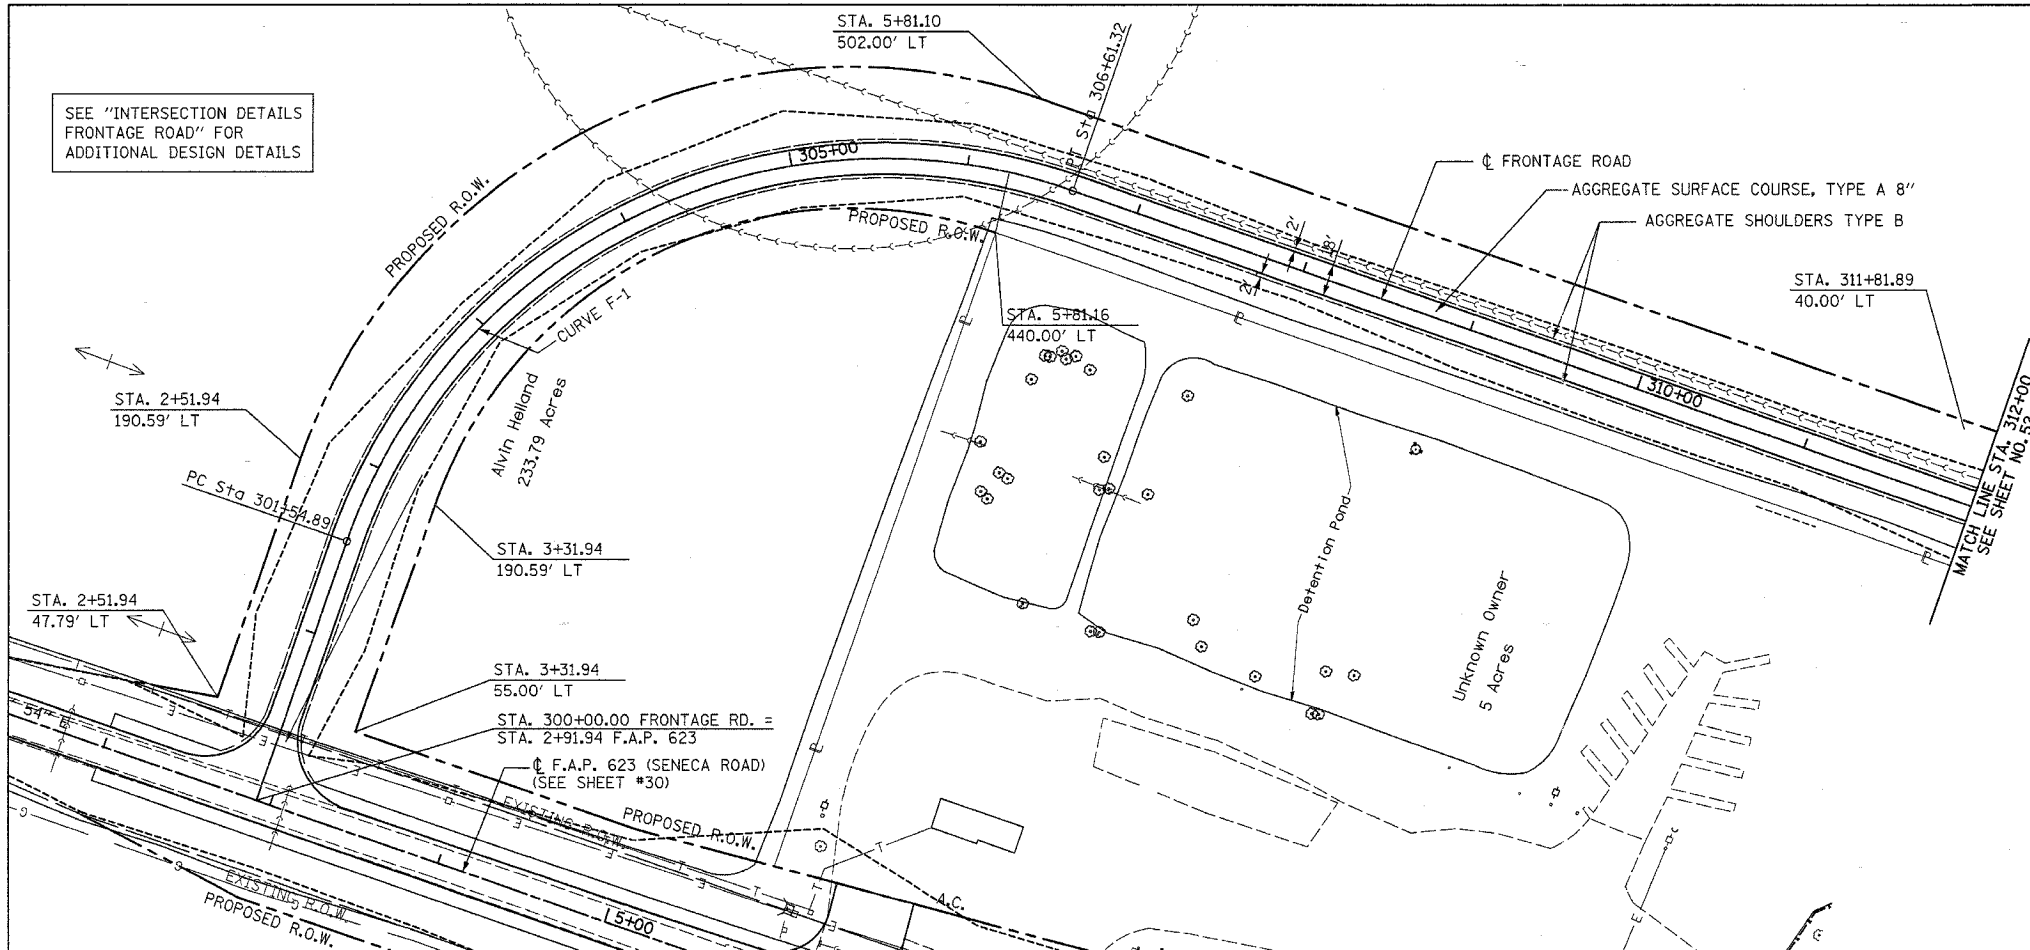 STA. 5+81.10
502.00' LT
PT Sta 306+61.32
SEE "INTERSECTION DETAILS
FRONTAGE ROAD" FOR
ADDITIONAL DESIGN DETAILS
305+00
℄ FRONTAGE ROAD
AGGREGATE SURFACE COURSE, TYPE A 8"
AGGREGATE SHOULDERS TYPE B
PROPOSED R.O.W.
PROPOSED R.O.W.
2'
18'
2'
STA. 311+81.89
40.00' LT
CURVE F-1
STA. 5+81.16
440.00' LT
P
P
310+00
MATCH LINE STA. 312+00
SEE SHEET NO. 52
STA. 2+51.94
190.59' LT
Alvin Helland
233.79 Acres
PC Sta 301+54.89
STA. 3+31.94
190.59' LT
Detention Pond
P
Unknown Owner
5 Acres
STA. 2+51.94
47.79' LT
STA. 3+31.94
55.00' LT
STA. 300+00.00 FRONTAGE RD. =
STA. 2+91.94 F.A.P. 623
P
℄ F.A.P. 623 (SENECA ROAD)
(SEE SHEET #30)
54"
EXISTING R.O.W.
PROPOSED R.O.W.
EXISTING R.O.W.
PROPOSED R.O.W.
5+00
A.C.
T
T
E
E
G
G